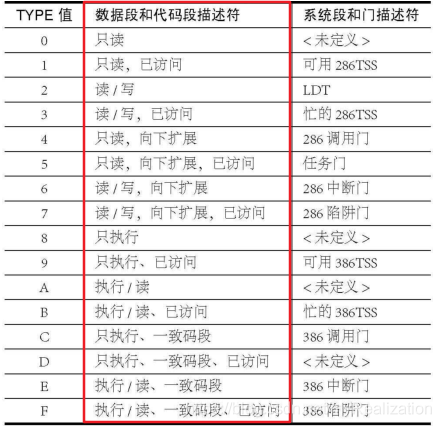 TYPE 值 数据段和代码段描述符 系统段和门描述符
0 只读 <未定义>
1 只读，已访问 可用 286TSS
2 读/写 LDT
3 读/写，已访问 忙的 286TSS
4 只读，向下扩展 286 调用门
5 只读，向下扩展，已访问 任务门
6 读/写，向下扩展 286 中断门
7 读/写，向下扩展，已访问 286 陷阱门
8 只执行 <未定义>
9 只执行、已访问 可用 386TSS
A 执行/读 <未定义>
B 执行/读、已访问 忙的 386TSS
C 只执行、一致码段 386 调用门
D 只执行、一致码段、已访问 <未定义>
E 执行/读、一致码段 386 中断门
F 执行/读、一致码段、已访问 386 陷阱门